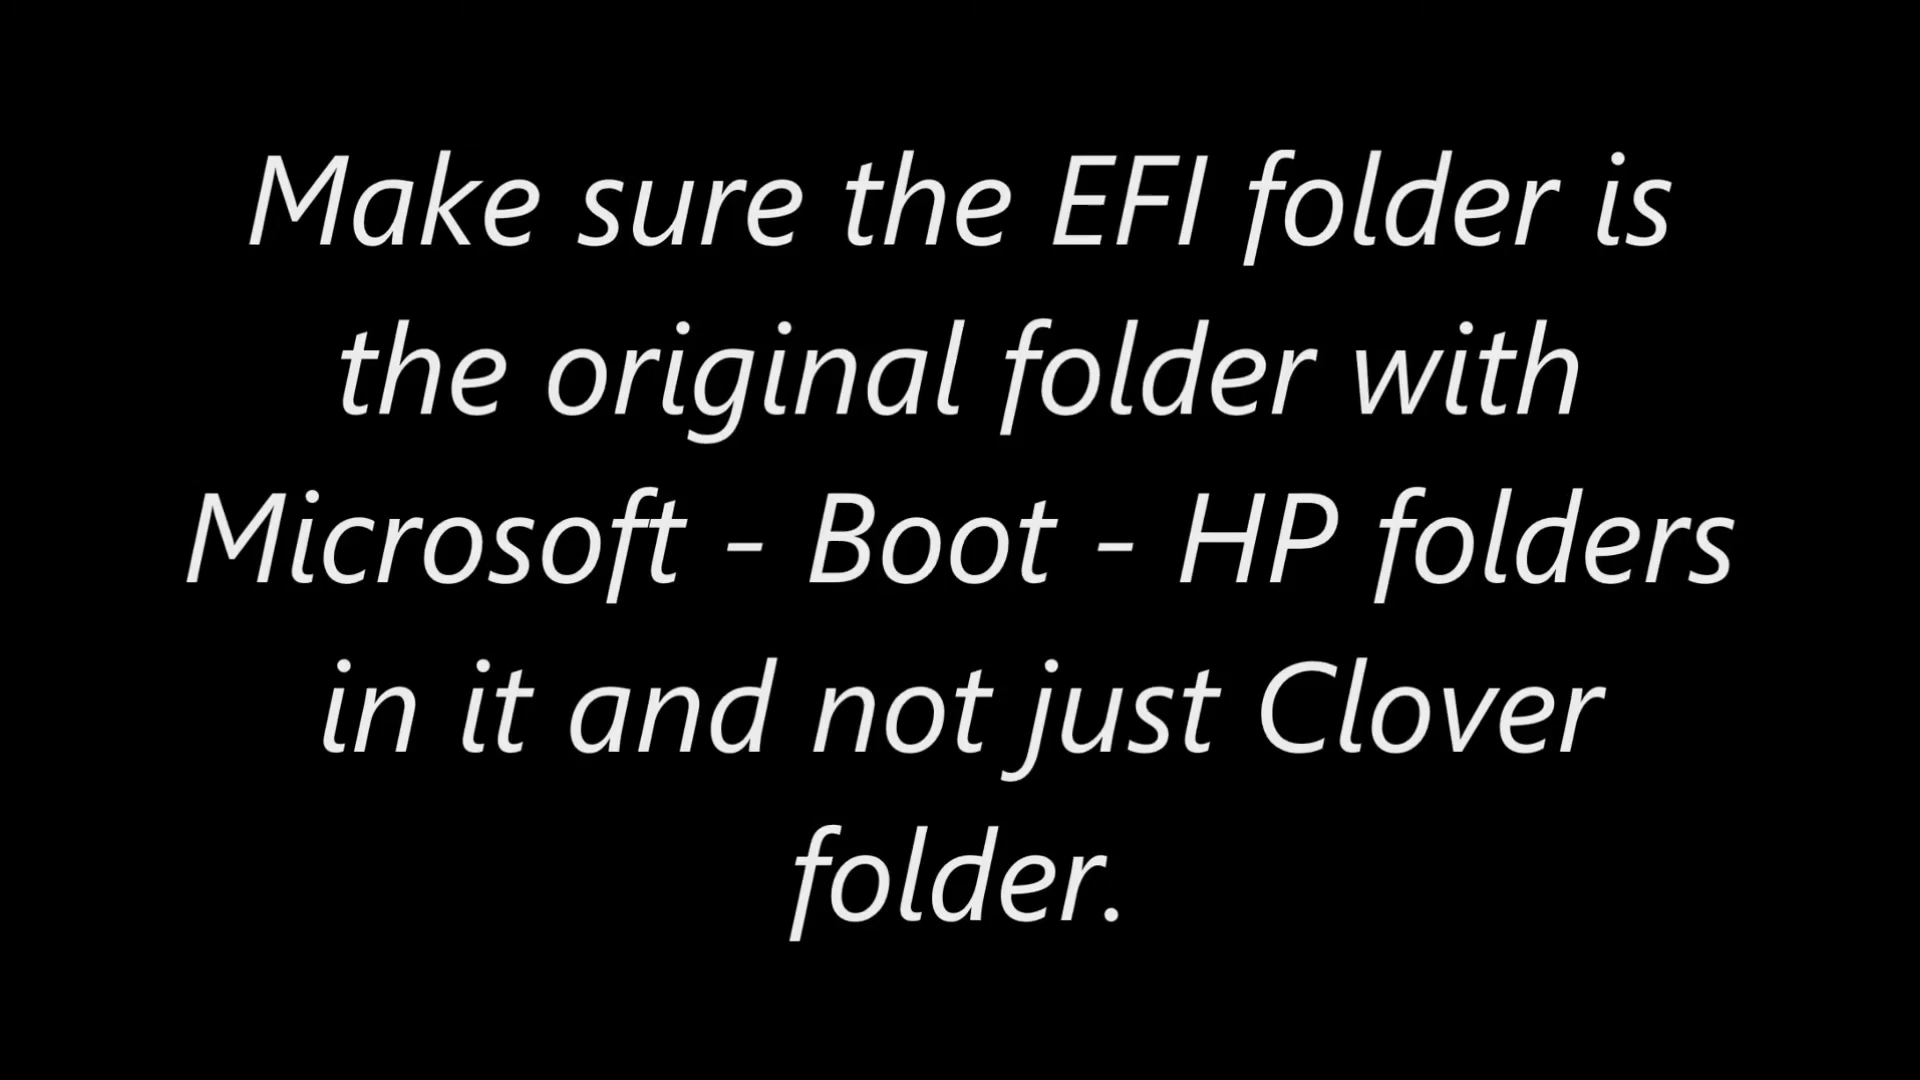 Make sure the EFI folder is
the original folder with
Microsoft - Boot - HP folders
in it and not just Clover
folder.